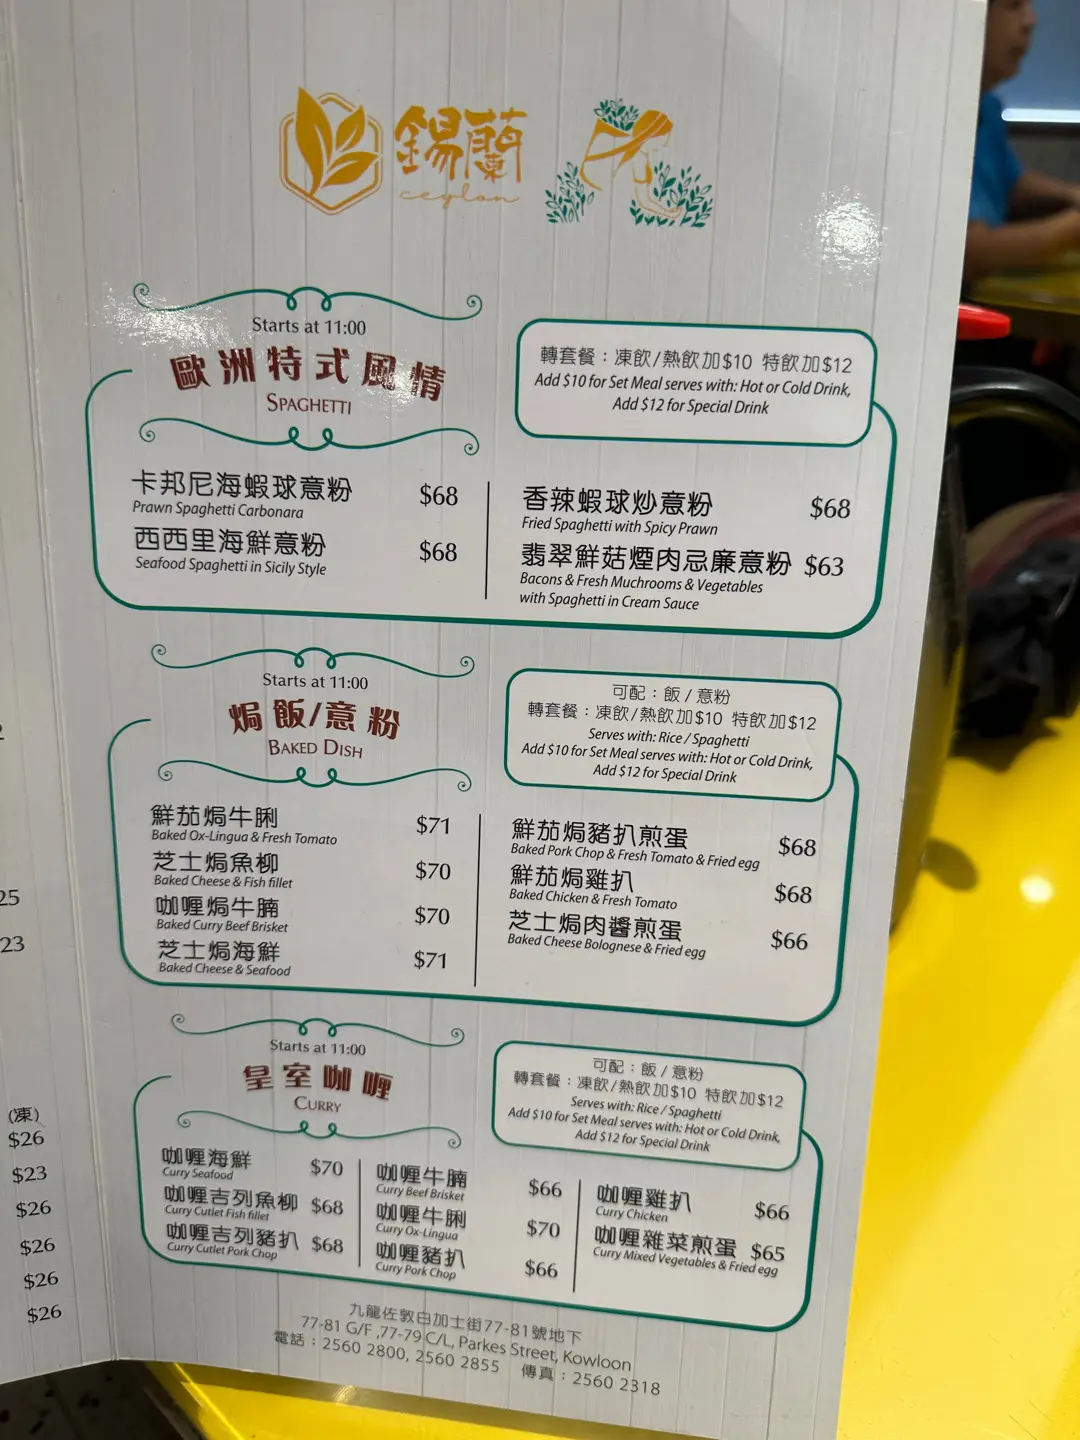 錫蘭
ceylon
Starts at 11:00
歐洲特式風情
SPAGHETTI
轉套餐：凍飲/熱飲加$10 特飲加$12
Add $10 for Set Meal serves with: Hot or Cold Drink,
Add $12 for Special Drink
卡邦尼海蝦球意粉 $68
Prawn Spaghetti Carbonara
西西里海鮮意粉 $68
Seafood Spaghetti in Sicily Style
香辣蝦球炒意粉 $68
Fried Spaghetti with Spicy Prawn
翡翠鮮菇煙肉忌廉意粉 $63
Bacons & Fresh Muchrooms & Vegetables
with Spaghetti in Cream Sauce
Starts at 11:00
焗飯/意粉
BAKED DISH
可配：飯 / 意粉
轉套餐：凍飲/熱飲加$10 特飲加$12
Serves with: Rice / Spaghetti
Add $10 for Set Meal serves with: Hot or Cold Drink,
Add $12 for Special Drink
鮮茄焗牛脷 $71
Baked Ox-Lingua & Fresh Tomato
芝士焗魚柳 $70
Baked Cheese & Fish fillet
咖喱焗牛腩 $70
Baked Curry Beef Brisket
芝士焗海鮮 $71
Baked Cheese & Seafood
鮮茄焗豬扒煎蛋 $68
Baked Pork Chop & Fresh Tomato & Fried egg
鮮茄焗雞扒 $68
Baked Chicken & Fresh Tomato
芝士焗肉醬煎蛋 $66
Baked Cheese Bolognese & Fried egg
Starts at 11:00
皇室咖喱
CURRY
可配：飯 / 意粉
轉套餐：凍飲/熱飲加$10 特飲加$12
Serves with: Rice / Spaghetti
Add $10 for Set Meal serves with: Hot or Cold Drink,
Add $12 for Special Drink
咖喱海鮮 $70
Curry Seafood
咖喱吉列魚柳 $68
Curry Cutlet Fish fillet
咖喱吉列豬扒 $68
Curry Cutlet Pork Chop
咖喱牛腩 $66
Curry Beef Brisket
咖喱牛脷 $70
Curry Ox-Lingua
咖喱豬扒 $66
Curry Pork Chop
咖喱雞扒 $66
Curry Chicken
咖喱雜菜煎蛋 $65
Curry Mixed Vegetables & Fried egg
九龍佐敦白加士街77-81號地下
77-81 G/F ,77-79 C/L, Parkes Street, Kowloon
電話：2560 2800, 2560 2855 傳真：2560 2318
25
23
(凍)
$26
$23
$26
$26
$26
$26